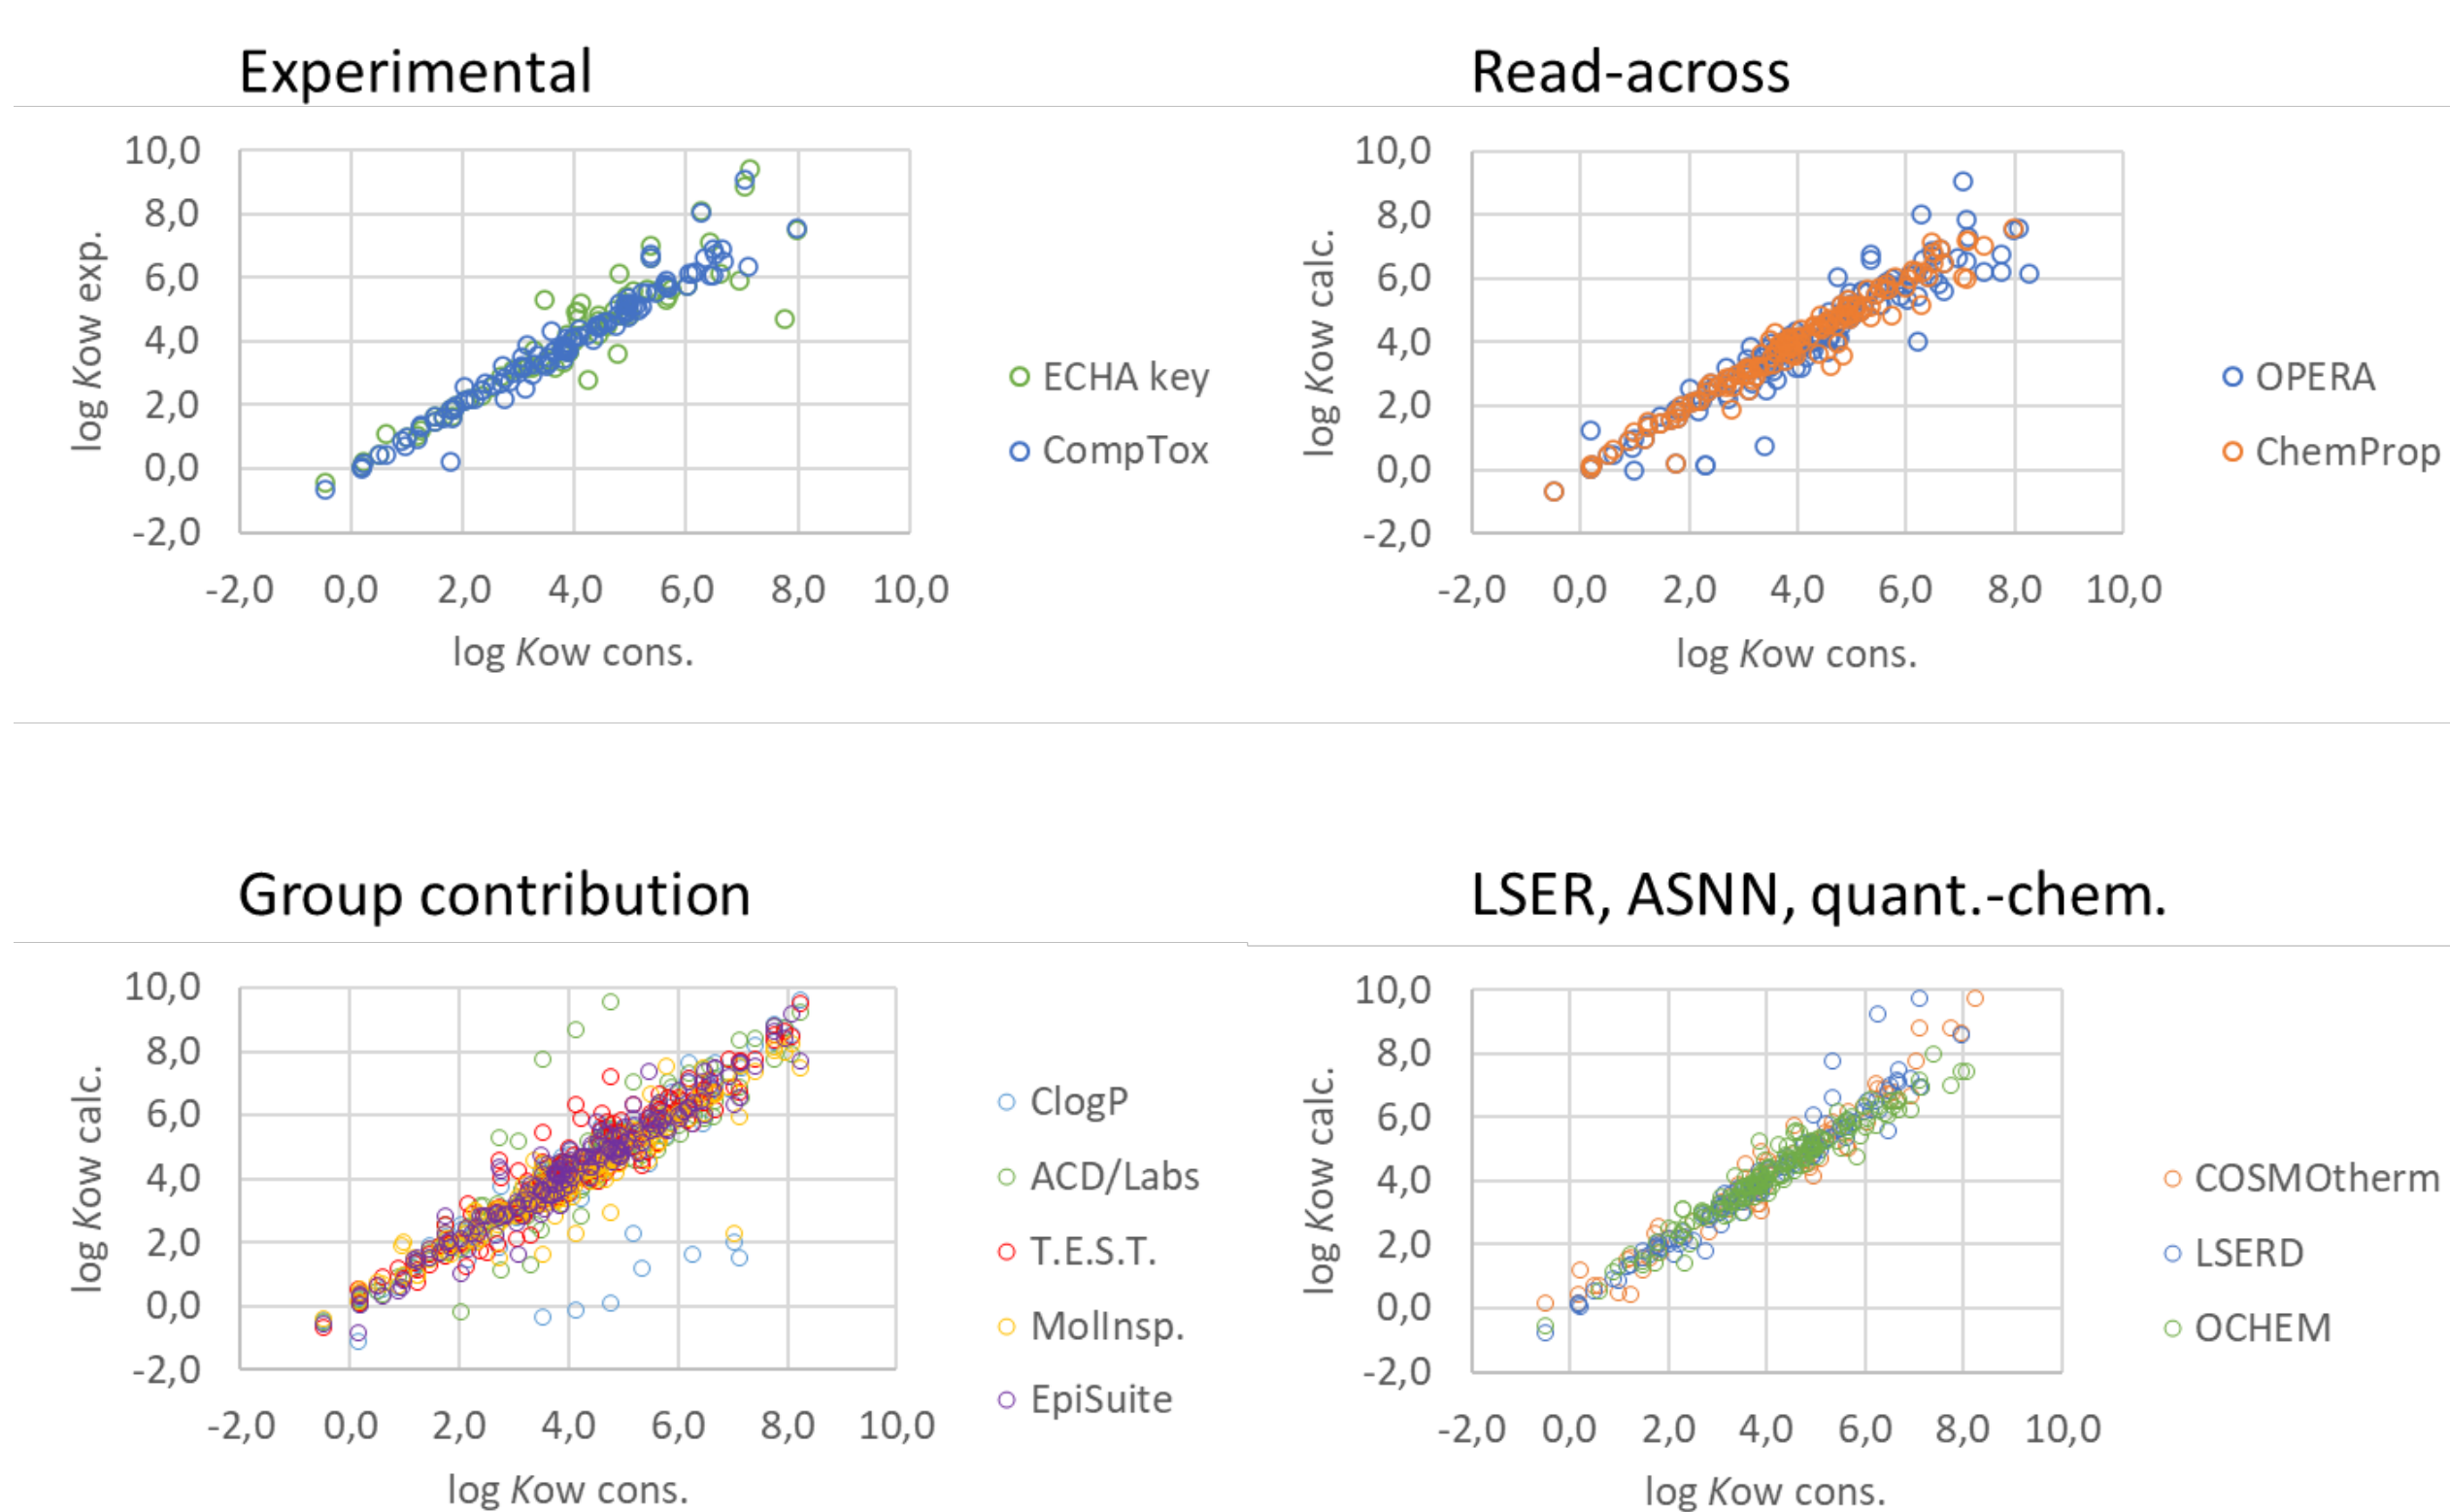 Experimental
10,0
8,0
6,0
4,0
2,0
0,0
-2,0
log Kow exp.
-2,0 0,0 2,0 4,0 6,0 8,0 10,0
log Kow cons.
ECHA key
CompTox
Read-across
10,0
8,0
6,0
4,0
2,0
0,0
-2,0
log Kow calc.
-2,0 0,0 2,0 4,0 6,0 8,0 10,0
log Kow cons.
OPERA
ChemProp
Group contribution
10,0
8,0
6,0
4,0
2,0
0,0
-2,0
log Kow calc.
-2,0 0,0 2,0 4,0 6,0 8,0 10,0
log Kow cons.
ClogP
ACD/Labs
T.E.S.T.
MolInsp.
EpiSuite
LSER, ASNN, quant.-chem.
10,0
8,0
6,0
4,0
2,0
0,0
-2,0
log Kow calc.
-2,0 0,0 2,0 4,0 6,0 8,0 10,0
log Kow cons.
COSMOtherm
LSERD
OCHEM